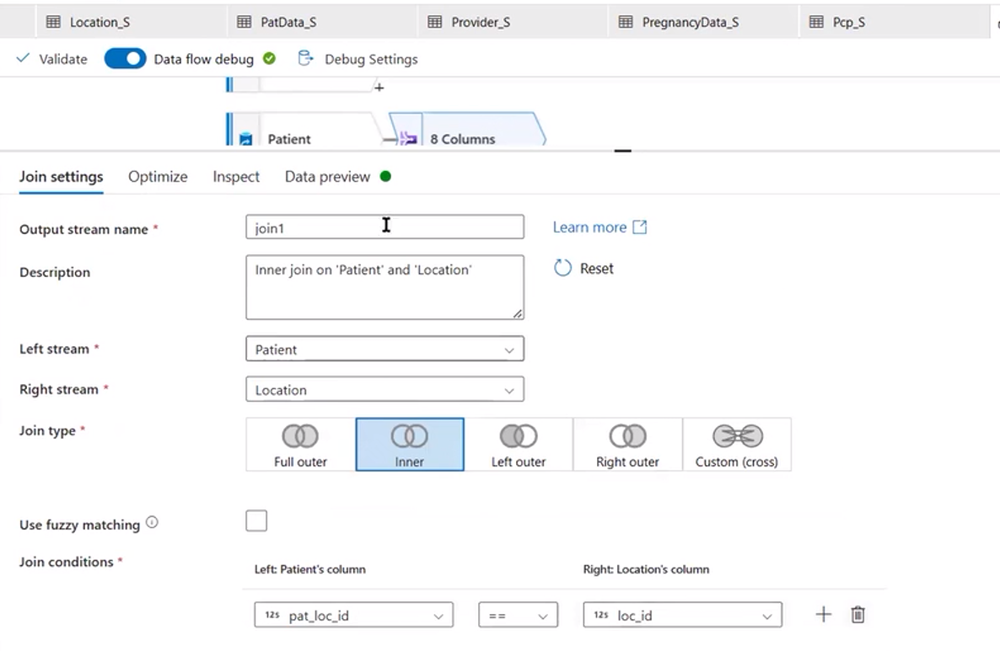 Location_S PatData_S Provider_S PregnancyData_S Pcp_S
Validate Data flow debug Debug Settings
+
Patient 8 Columns
Join settings Optimize Inspect Data preview
Output stream name * join1 Learn more
Description Inner join on 'Patient' and 'Location' Reset
Left stream * Patient
Right stream * Location
Join type *
Full outer Inner Left outer Right outer Custom (cross)
Use fuzzy matching
Join conditions * Left: Patient's column Right: Location's column
12s pat_loc_id == 12s loc_id +